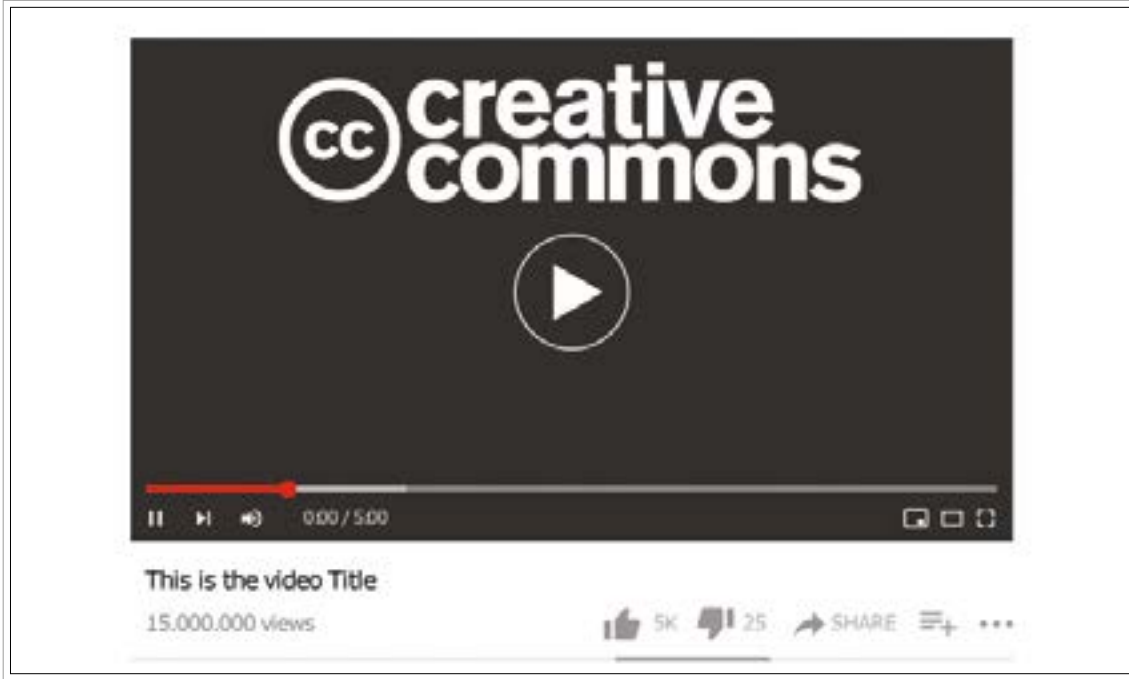 cc creative
commons
0:00 / 5:00
This is the video Title
15.000.000 views
5K 25 SHARE